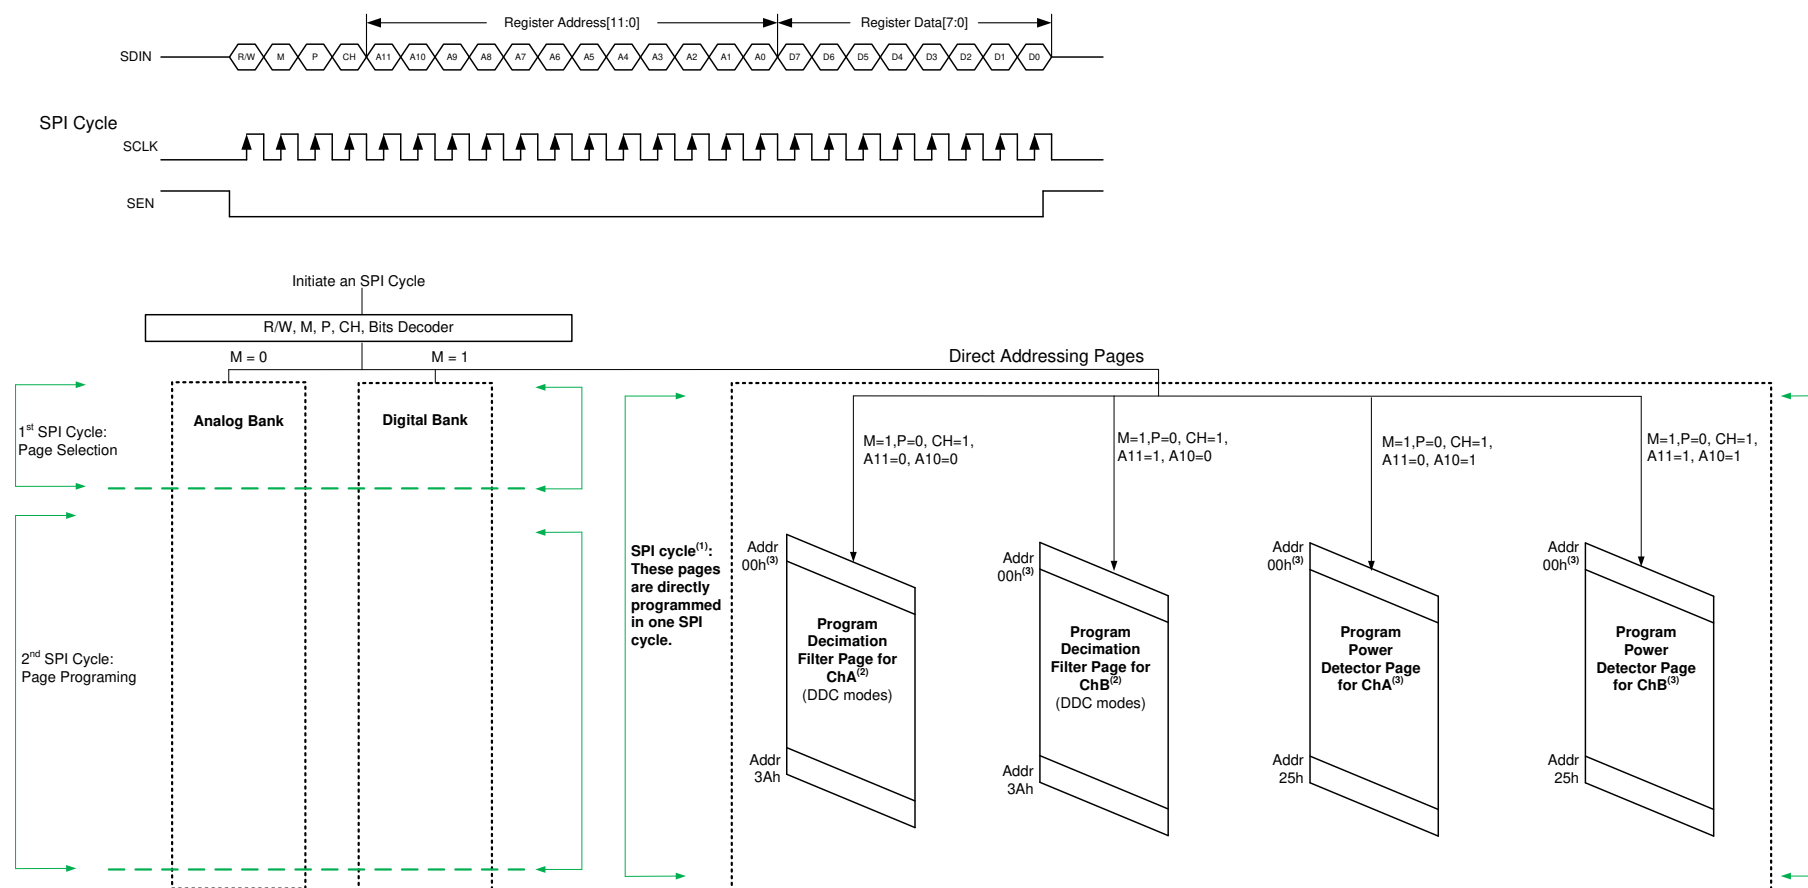 Register Address[11:0]
Register Data[7:0]
SDIN
R/W M P CH A11 A10 A9 A8 A7 A6 A5 A4 A3 A2 A1 A0 D7 D6 D5 D4 D3 D2 D1 D0
SPI Cycle
SCLK
SEN
Initiate an SPI Cycle
R/W, M, P, CH, Bits Decoder
M = 0
M = 1
Direct Addressing Pages
Analog Bank
Digital Bank
1st SPI Cycle:
Page Selection
2nd SPI Cycle:
Page Programing
SPI cycle(1):
These pages
are directly
programmed
in one SPI
cycle.
M=1,P=0, CH=1,
A11=0, A10=0
M=1,P=0, CH=1,
A11=1, A10=0
M=1,P=0, CH=1,
A11=0, A10=1
M=1,P=0, CH=1,
A11=1, A10=1
Addr
00h(3)
Program
Decimation
Filter Page for
ChA(2)
(DDC modes)
Addr
3Ah
Addr
00h(3)
Program
Decimation
Filter Page for
ChB(2)
(DDC modes)
Addr
3Ah
Addr
00h(3)
Program
Power
Detector Page
for ChA(3)
Addr
25h
Addr
00h(3)
Program
Power
Detector Page
for ChB(3)
Addr
25h